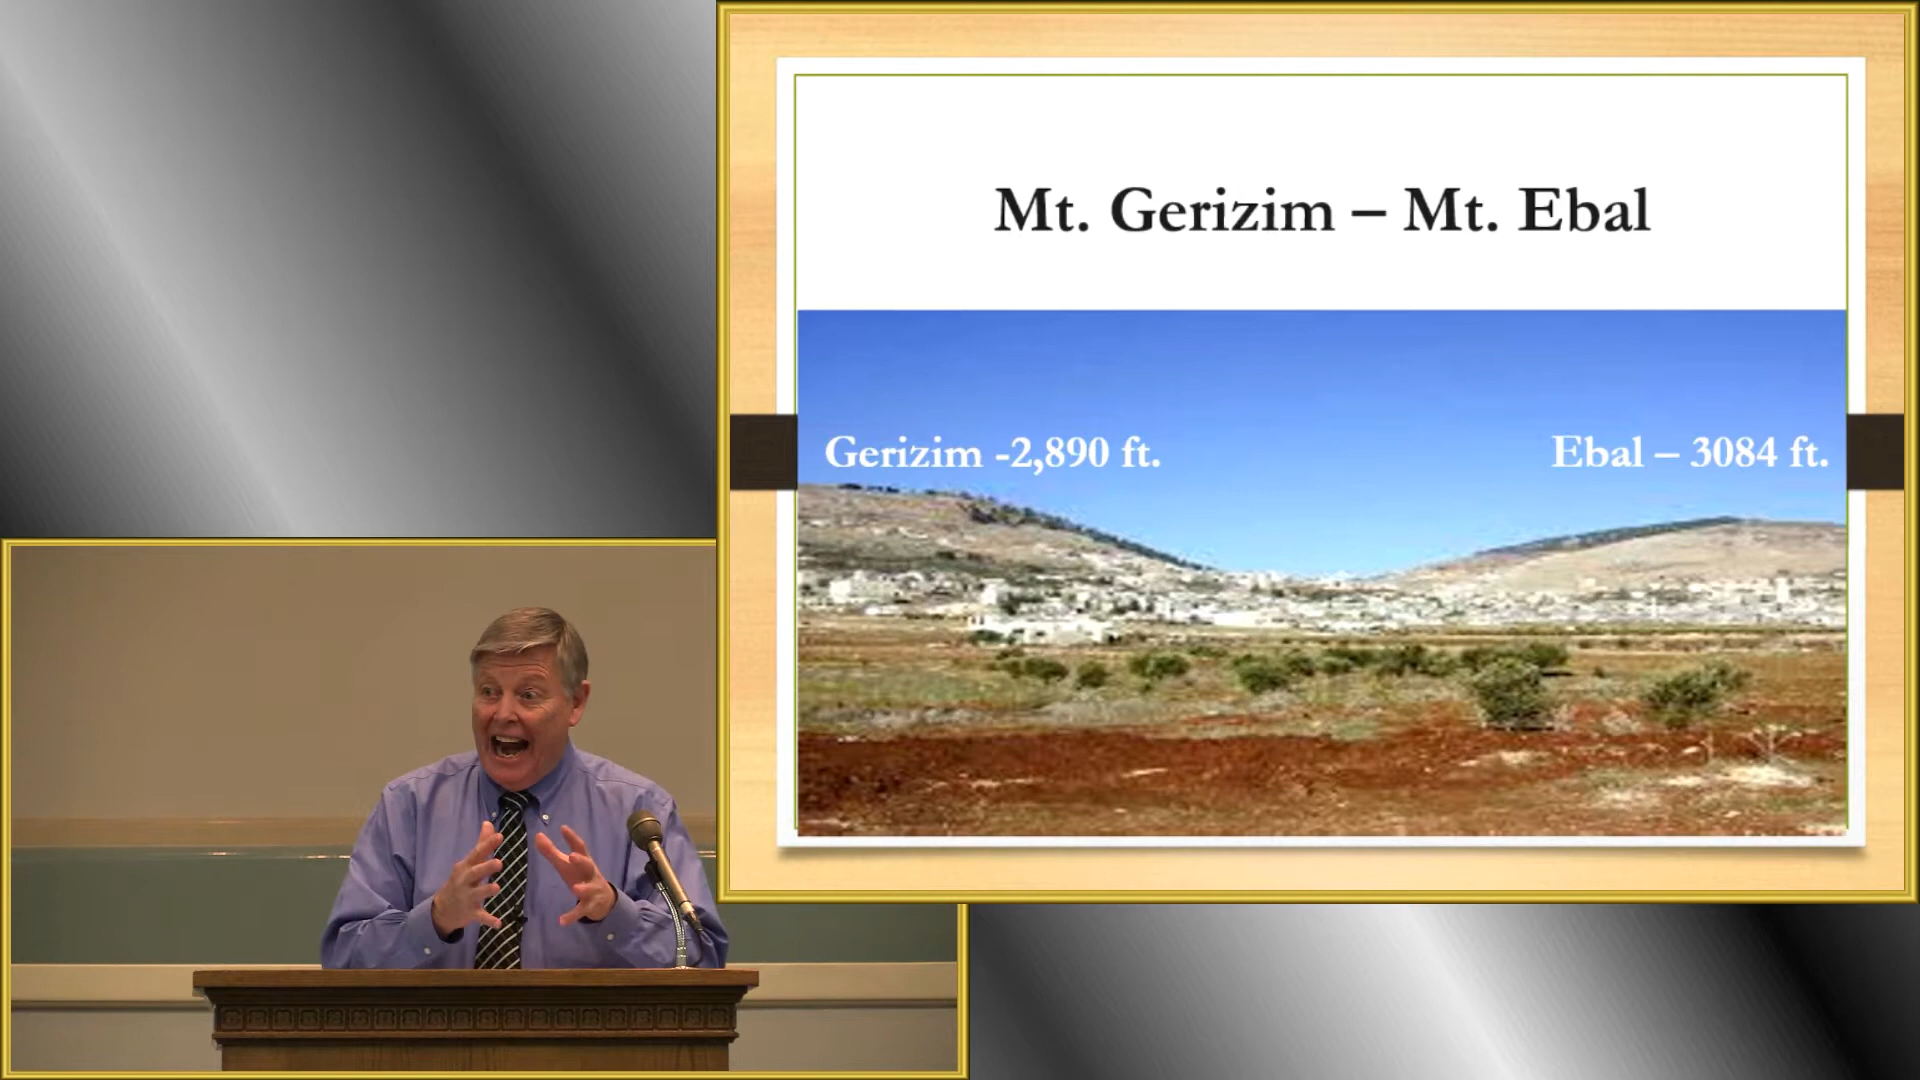 Mt. Gerizim – Mt. Ebal
Gerizim -2,890 ft.
Ebal – 3084 ft.